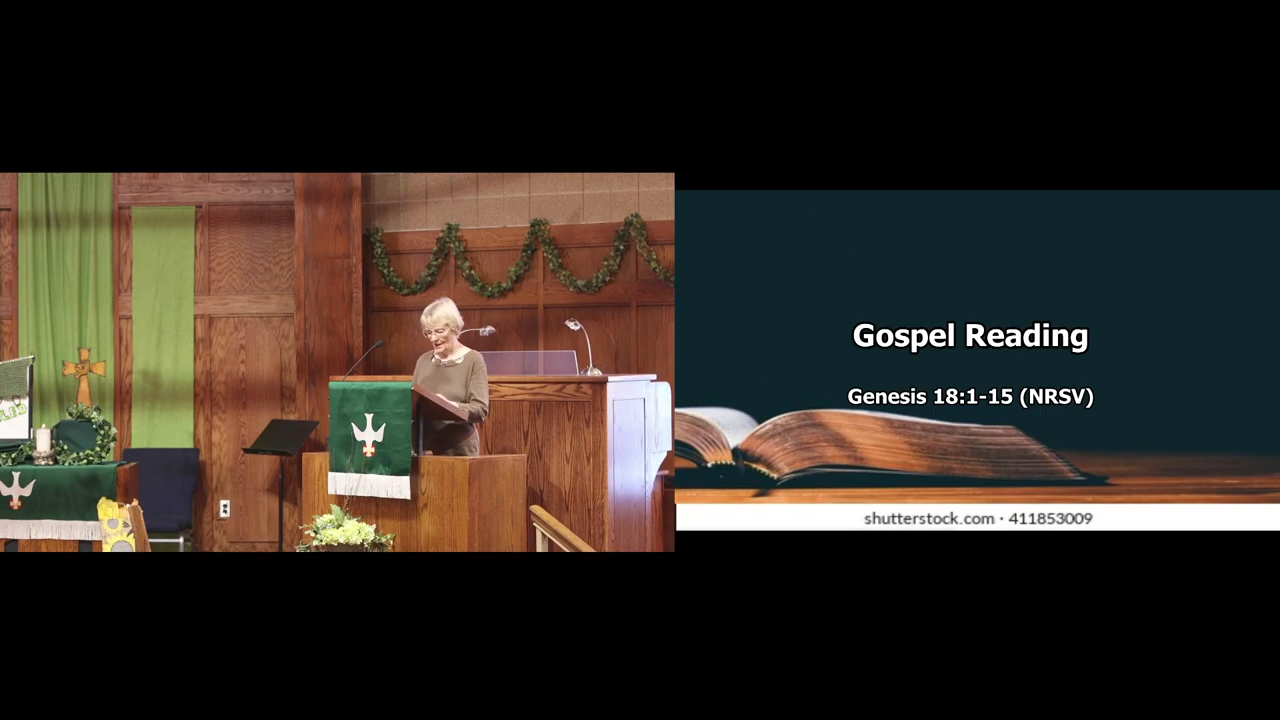 Gospel Reading
Genesis 18:1-15 (NRSV)
shutterstock.com · 411853009